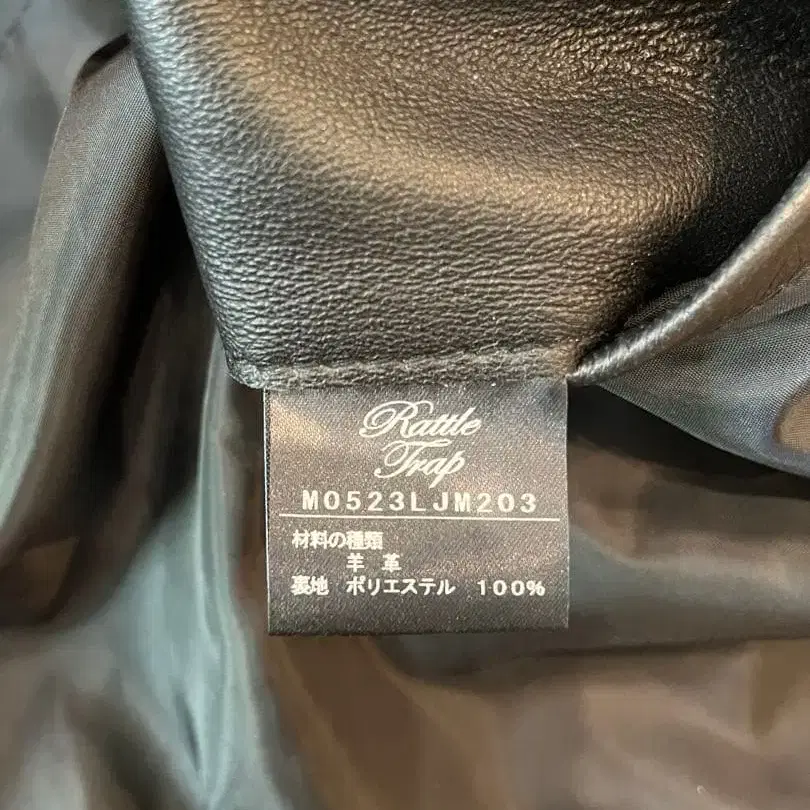 Rattle
Trap
M0523LJM203
材料の種類
羊 革
裏地 ポリエステル 100%